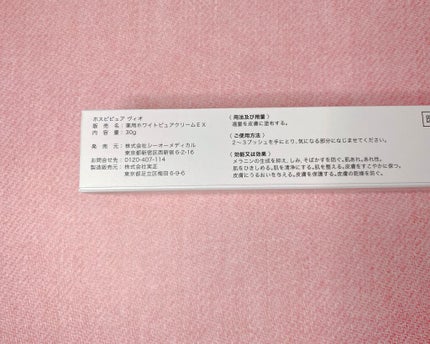 ホスピピュア ヴィオ
販売名：薬用ホワイトピュアクリームEX
内容量：30g
発売元：株式会社シーオーメディカル
東京都新宿区西新宿6-2-16
お問合せ先：0120-407-114
製造販売元：株式会社実正
東京都足立区梅田6-9-6
〈用法及び用量〉
適量を皮膚に塗布する。
〈ご使用方法〉
2～3プッシュを手にとり、気になる部分になじませてください。
〈効能又は効果〉
メラニンの生成を抑え、しみ、そばかすを防ぐ。肌あれ。あれ性。
肌をひきしめる。肌を清浄にする。肌を整える。皮膚をすこやかに保つ。
皮膚にうるおいを与える。皮膚を保護する。皮膚の乾燥を防ぐ。